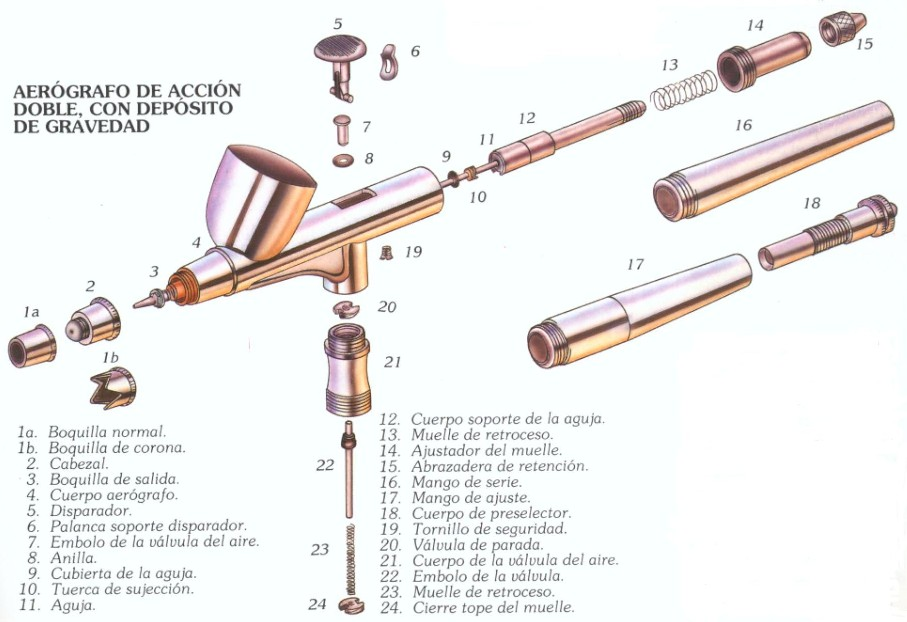 AERÓGRAFO DE ACCIÓN
DOBLE, CON DEPÓSITO
DE GRAVEDAD
5
6
7
8
9
10
11
12
13
14
15
16
17
18
19
20
21
22
23
24
4
3
2
1a
1b
1a. Boquilla normal.
1b. Boquilla de corona.
2. Cabezal.
3. Boquilla de salida.
4. Cuerpo aerógrafo.
5. Disparador.
6. Palanca soporte disparador.
7. Embolo de la válvula del aire.
8. Anilla.
9. Cubierta de la aguja.
10. Tuerca de sujección.
11. Aguja.
12. Cuerpo soporte de la aguja.
13. Muelle de retroceso.
14. Ajustador del muelle.
15. Abrazadera de retención.
16. Mango de serie.
17. Mango de ajuste.
18. Cuerpo de preselector.
19. Tornillo de seguridad.
20. Válvula de parada.
21. Cuerpo de la válvula del aire.
22. Embolo de la válvula.
23. Muelle de retroceso.
24. Cierre tope del muelle.